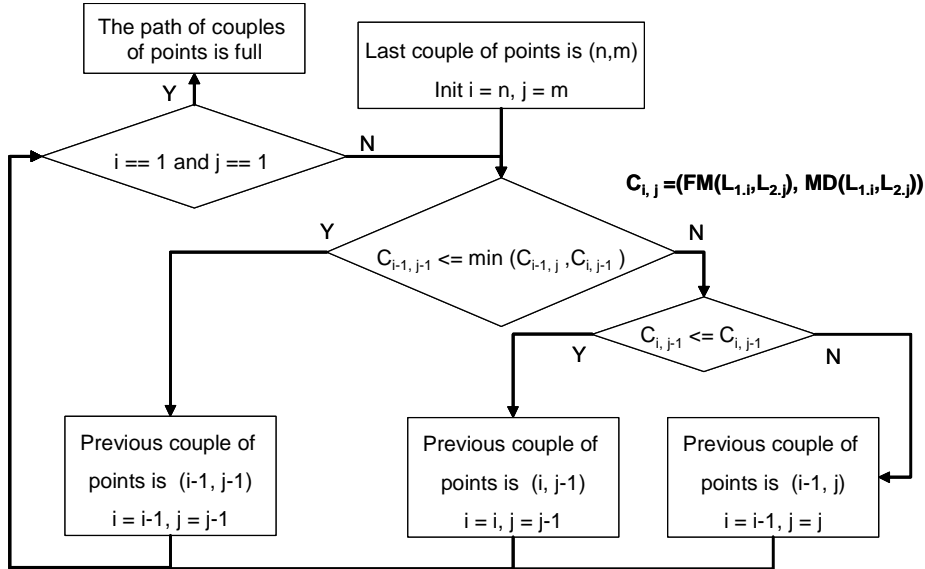 The path of couples
of points is full
Last couple of points is (n,m)
Init i = n, j = m
Y
i == 1 and j == 1
N
C_{i, j} =(FM(L_{1.i},L_{2.j}), MD(L_{1.i},L_{2.j}))
Y
C_{i-1, j-1} <= min (C_{i-1, j} ,C_{i, j-1} )
N
C_{i, j-1} <= C_{i, j-1}
Y
N
Previous couple of
points is (i-1, j-1)
i = i-1, j = j-1
Previous couple of
points is (i, j-1)
i = i, j = j-1
Previous couple of
points is (i-1, j)
i = i-1, j = j